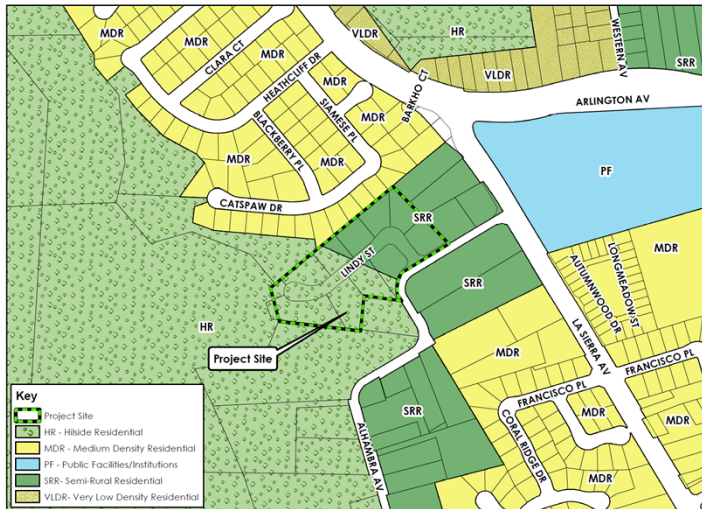 MDR
MDR
CLARA CT
MDR
HEATHCLIFF DR
MDR
SIAMESE PL
MDR
BLACKBERRY PL
MDR
MDR
CATSPAW DR
VLDR
HR
BARKHO CT
VLDR
WESTERN AV
SRR
ARLINGTON AV
PF
SRR
LINDY ST
MDR
LONGMEADOW ST
AUTUMNWOOD DR
SRR
HR
LA SIERRA AV
Project Site
MDR
FRANCISCO PL
FRANCISCO PL
SRR
MDR
MDR
CORAL RIDGE DR
ALHAMBRA AV
MDR
Key
Project Site
HR - Hilside Residential
MDR - Medium Density Residential
PF - Public Facilities/Institutions
SRR- Semi-Rural Residential
VLDR- Very Low Density Residential